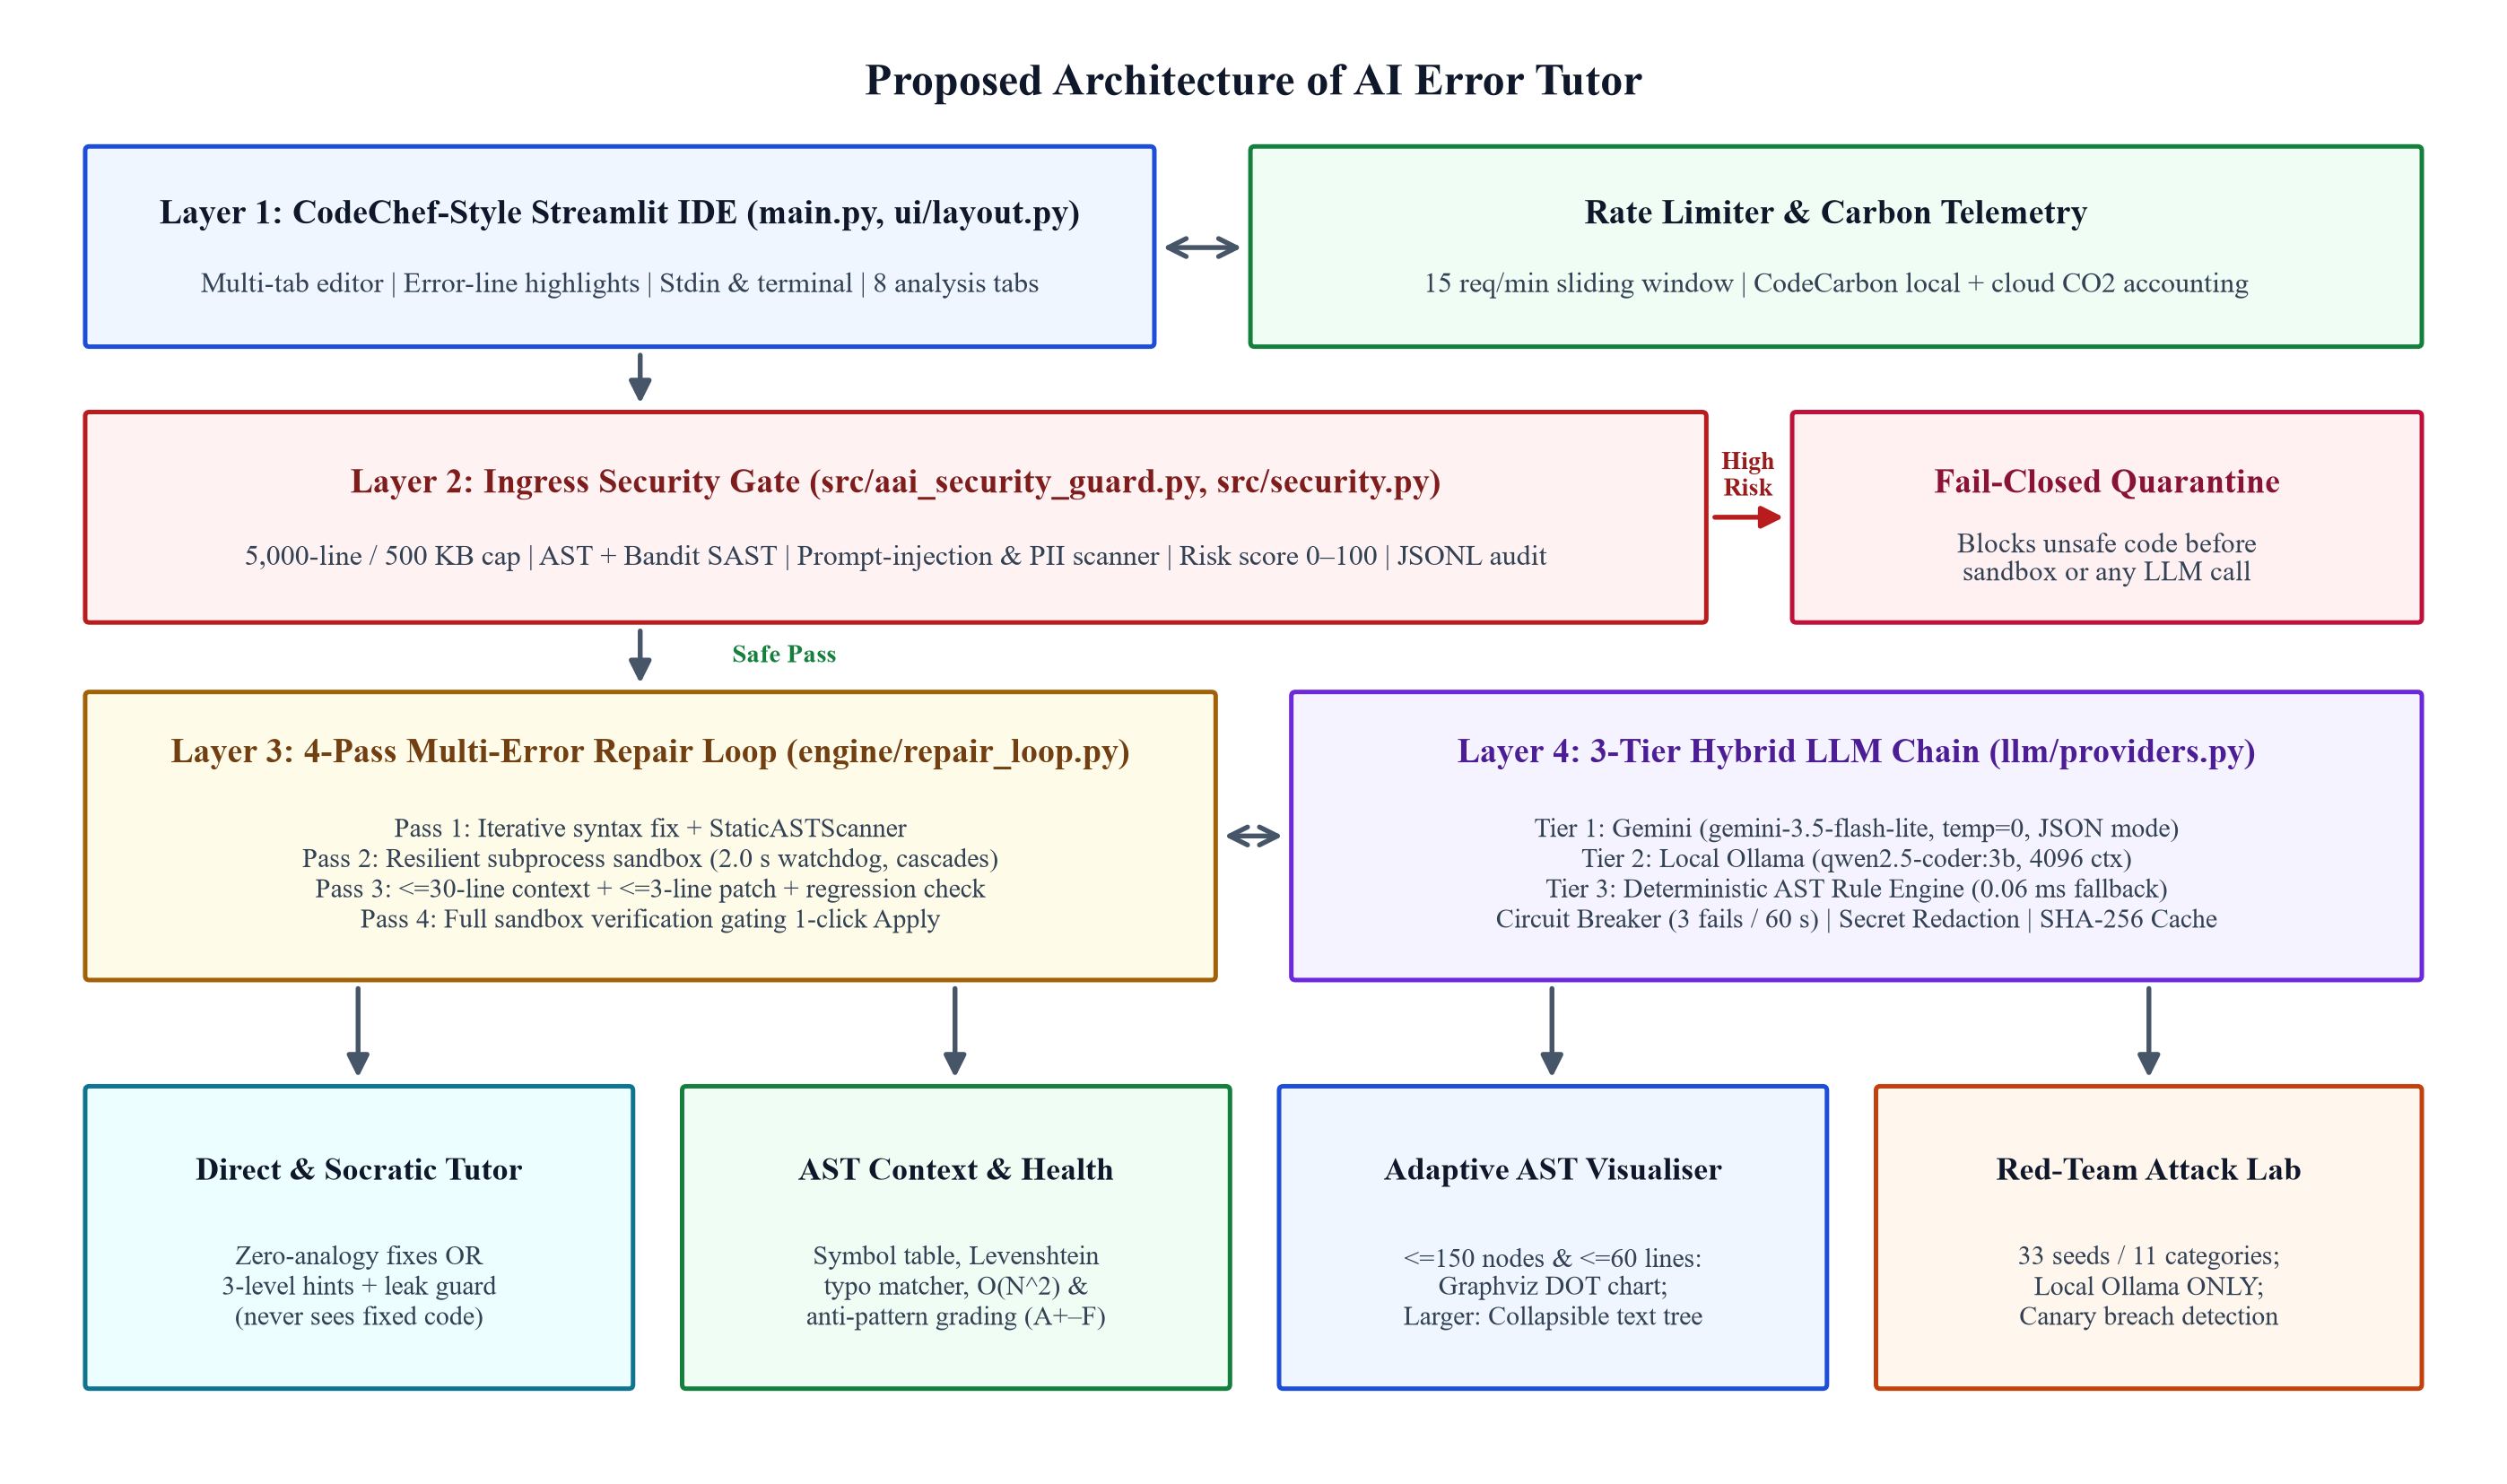 Proposed Architecture of AI Error Tutor
Layer 1: CodeChef-Style Streamlit IDE (main.py, ui/layout.py)
Multi-tab editor | Error-line highlights | Stdin & terminal | 8 analysis tabs
Rate Limiter & Carbon Telemetry
15 req/min sliding window | CodeCarbon local + cloud CO2 accounting
Layer 2: Ingress Security Gate (src/aai_security_guard.py, src/security.py)
5,000-line / 500 KB cap | AST + Bandit SAST | Prompt-injection & PII scanner | Risk score 0–100 | JSONL audit
High
Risk
Fail-Closed Quarantine
Blocks unsafe code before
sandbox or any LLM call
Safe Pass
Layer 3: 4-Pass Multi-Error Repair Loop (engine/repair_loop.py)
Pass 1: Iterative syntax fix + StaticASTScanner
Pass 2: Resilient subprocess sandbox (2.0 s watchdog, cascades)
Pass 3: <=30-line context + <=3-line patch + regression check
Pass 4: Full sandbox verification gating 1-click Apply
Layer 4: 3-Tier Hybrid LLM Chain (llm/providers.py)
Tier 1: Gemini (gemini-3.5-flash-lite, temp=0, JSON mode)
Tier 2: Local Ollama (qwen2.5-coder:3b, 4096 ctx)
Tier 3: Deterministic AST Rule Engine (0.06 ms fallback)
Circuit Breaker (3 fails / 60 s) | Secret Redaction | SHA-256 Cache
Direct & Socratic Tutor
Zero-analogy fixes OR
3-level hints + leak guard
(never sees fixed code)
AST Context & Health
Symbol table, Levenshtein
typo matcher, O(N^2) &
anti-pattern grading (A+–F)
Adaptive AST Visualiser
<=150 nodes & <=60 lines:
Graphviz DOT chart;
Larger: Collapsible text tree
Red-Team Attack Lab
33 seeds / 11 categories;
Local Ollama ONLY;
Canary breach detection